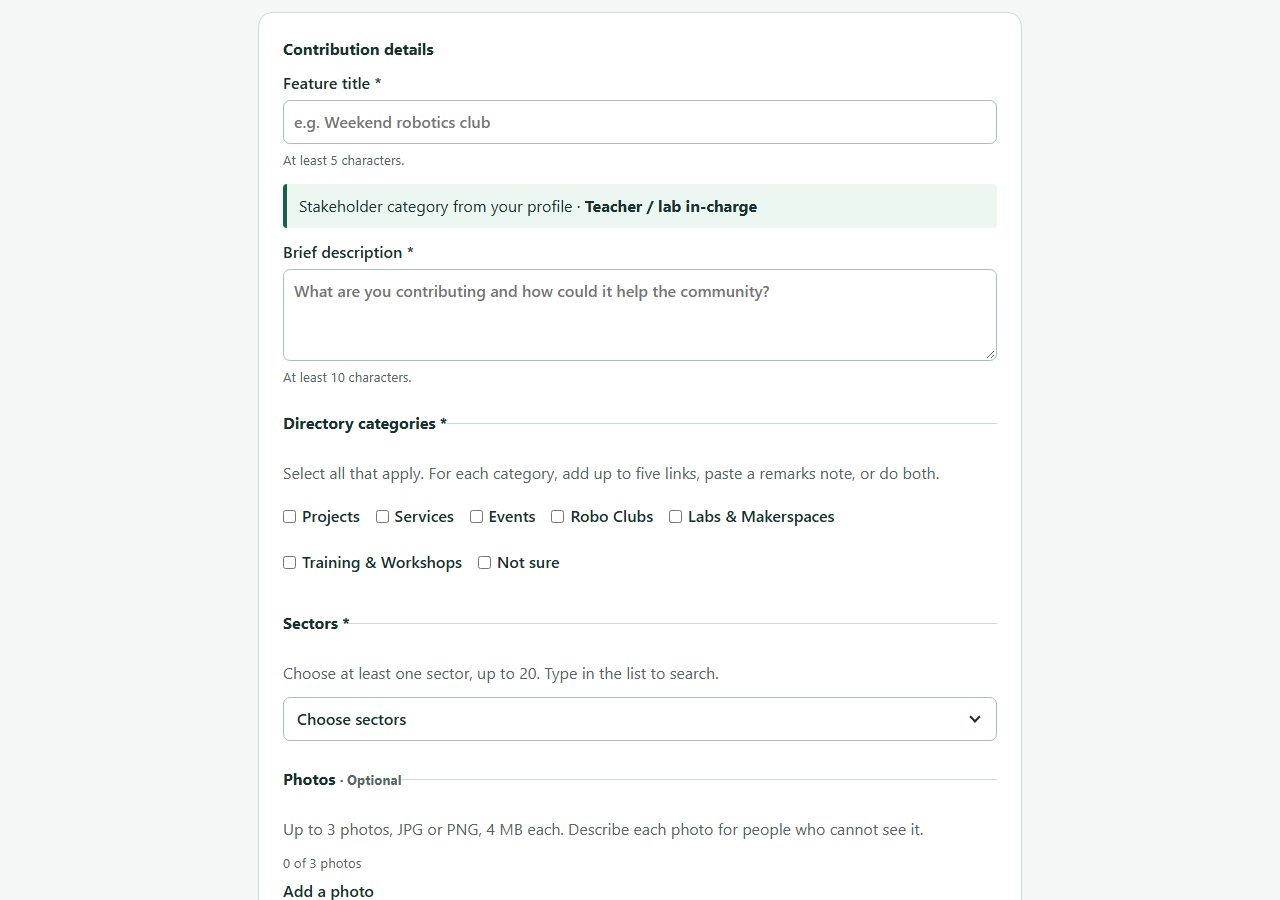 Contribution details
Feature title *
e.g. Weekend robotics club
At least 5 characters.
Stakeholder category from your profile · Teacher / lab in-charge
Brief description *
What are you contributing and how could it help the community?
At least 10 characters.
Directory categories *
Select all that apply. For each category, add up to five links, paste a remarks note, or do both.
Projects Services Events Robo Clubs Labs & Makerspaces
Training & Workshops Not sure
Sectors *
Choose at least one sector, up to 20. Type in the list to search.
Choose sectors
Photos · Optional
Up to 3 photos, JPG or PNG, 4 MB each. Describe each photo for people who cannot see it.
0 of 3 photos
Add a photo